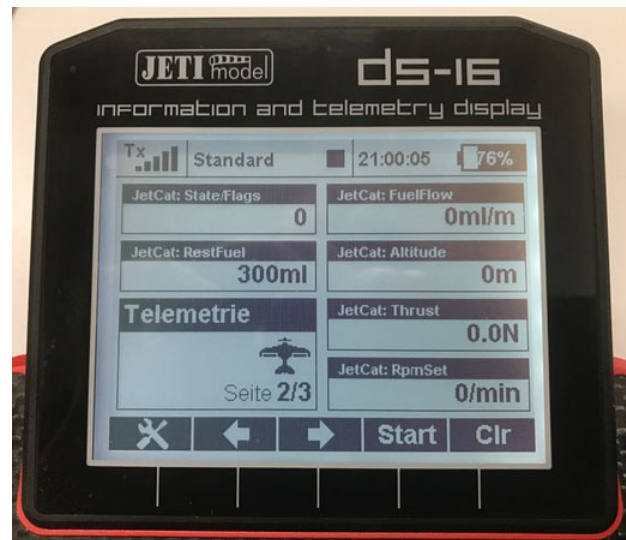 JETI model ds-16
information and telemetry display
Tx Standard 21:00:05 76%
JetCat: State/Flags
0
JetCat: FuelFlow
0ml/m
JetCat: RestFuel
300ml
JetCat: Altitude
0m
Telemetrie
Seite 2/3
JetCat: Thrust
0.0N
JetCat: RpmSet
0/min
Start Clr